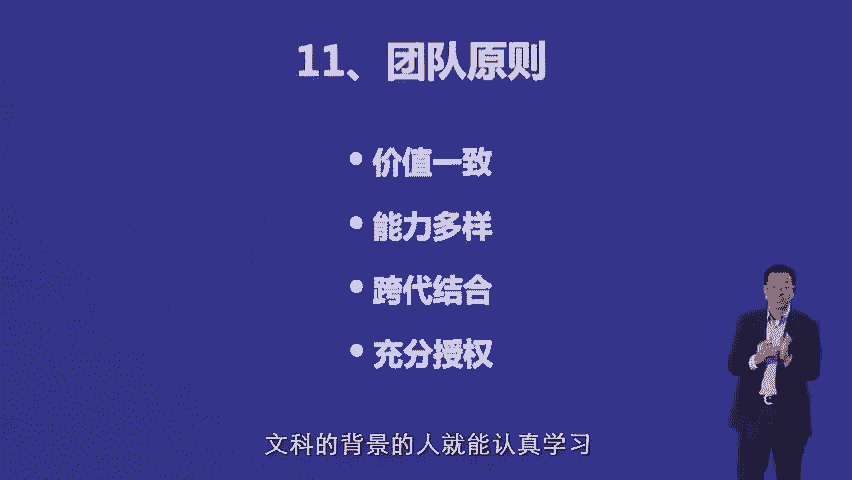 11、团队原则
• 价值一致
• 能力多样
• 跨代结合
• 充分授权
文科的背景的人就能认真学习